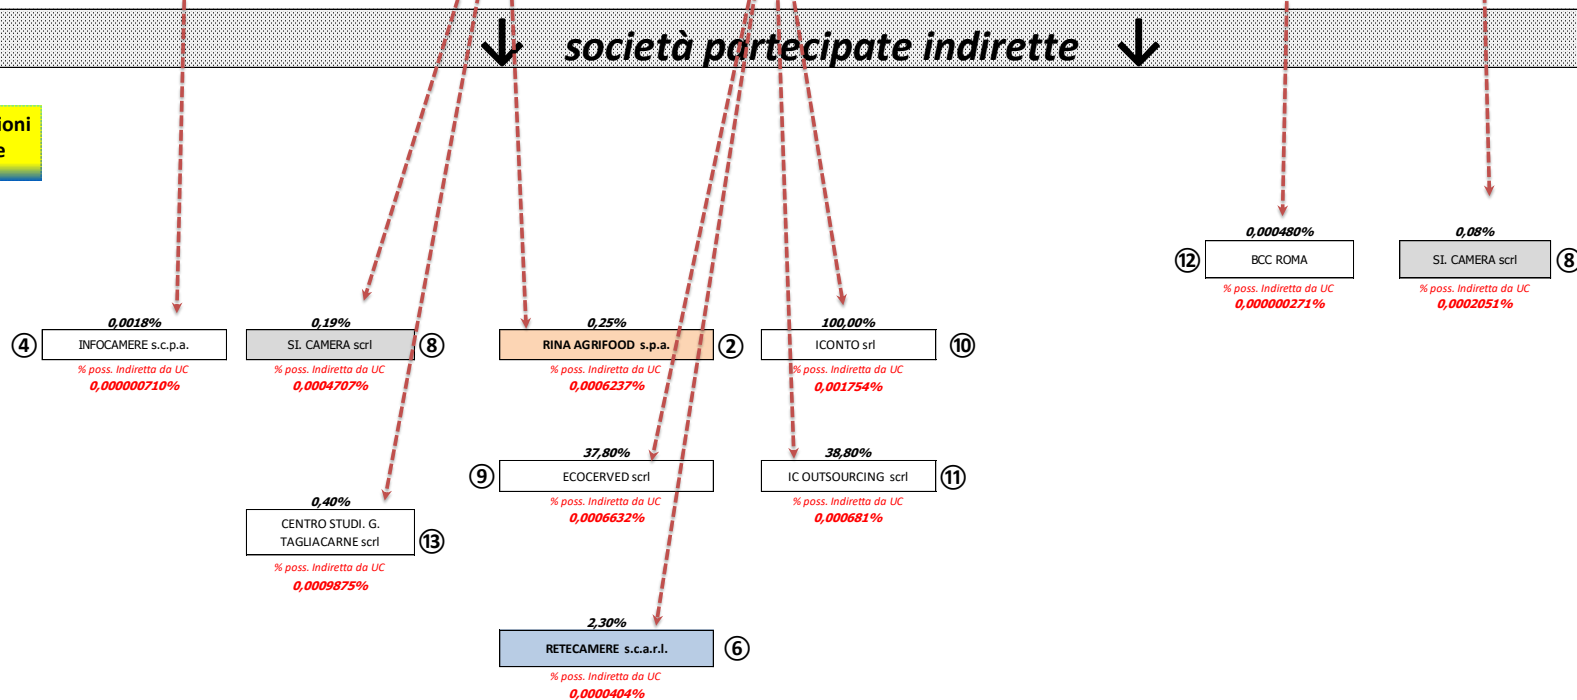 società partecipate indirette
ioni
e
0,000480%
⑫
BCC ROMA
% poss. Indiretta da UC
0,000000271%
0,08%
SI. CAMERA scrl
⑧
% poss. Indiretta da UC
0,0002051%
0,0018%
④
INFOCAMERE s.c.p.a.
% poss. Indiretta da UC
0,000000710%
0,19%
SI. CAMERA scrl
⑧
% poss. Indiretta da UC
0,0004707%
0,25%
RINA AGRIFOOD s.p.a.
②
% poss. Indiretta da UC
0,0006237%
100,00%
ICONTO srl
⑩
% poss. Indiretta da UC
0,001754%
37,80%
⑨
ECOCERVED scrl
% poss. Indiretta da UC
0,0006632%
38,80%
IC OUTSOURCING scrl
⑪
% poss. Indiretta da UC
0,000681%
0,40%
CENTRO STUDI. G.
TAGLIACARNE scrl
⑬
% poss. Indiretta da UC
0,0009875%
2,30%
RETECAMERE s.c.a.r.l.
⑥
% poss. Indiretta da UC
0,0000404%